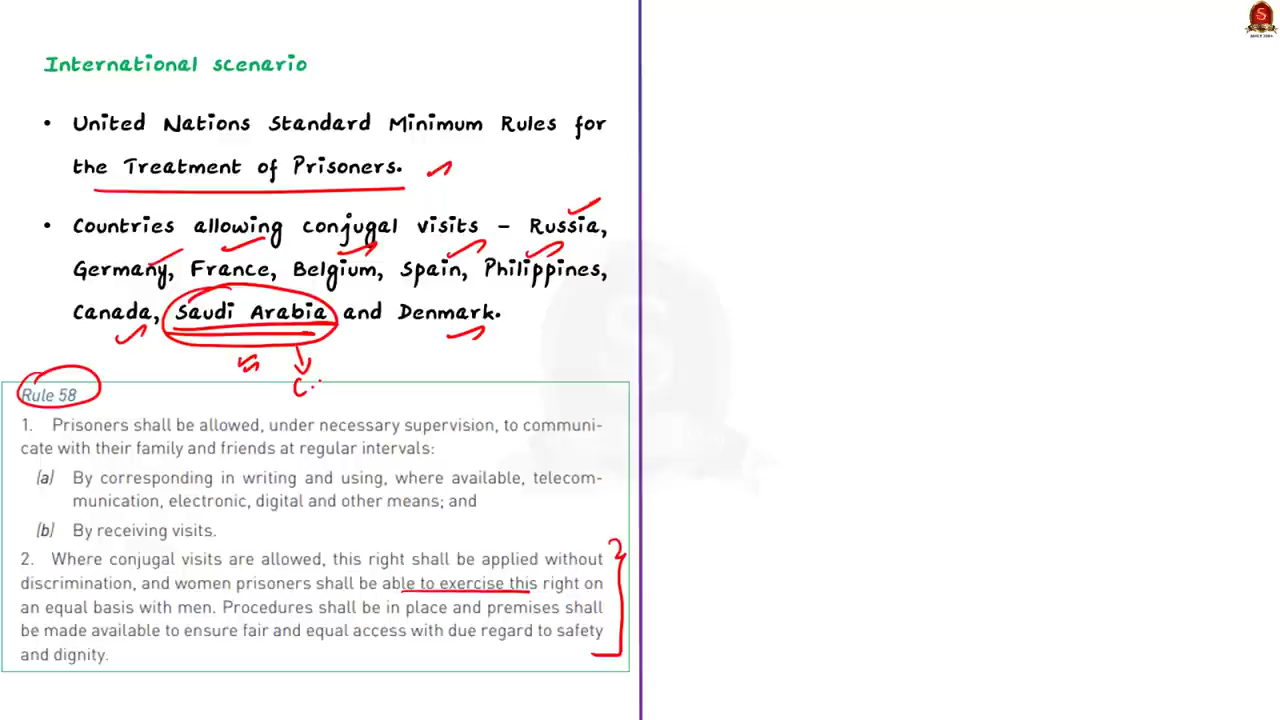 International scenario
• United Nations Standard Minimum Rules for
the Treatment of Prisoners.
• Countries allowing conjugal visits – Russia,
Germany, France, Belgium, Spain, Philippines,
Canada, Saudi Arabia and Denmark.
C..
Rule 58
1. Prisoners shall be allowed, under necessary supervision, to communi-
cate with their family and friends at regular intervals:
(a) By corresponding in writing and using, where available, telecom-
munication, electronic, digital and other means; and
(b) By receiving visits.
2. Where conjugal visits are allowed, this right shall be applied without
discrimination, and women prisoners shall be able to exercise this right on
an equal basis with men. Procedures shall be in place and premises shall
be made available to ensure fair and equal access with due regard to safety
and dignity.